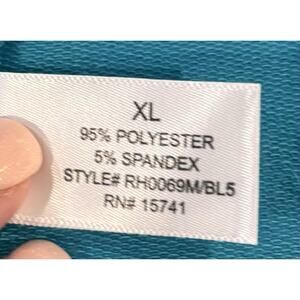 XL
95% POLYESTER
5% SPANDEX
STYLE# RH0069M/BL5
RN# 15741